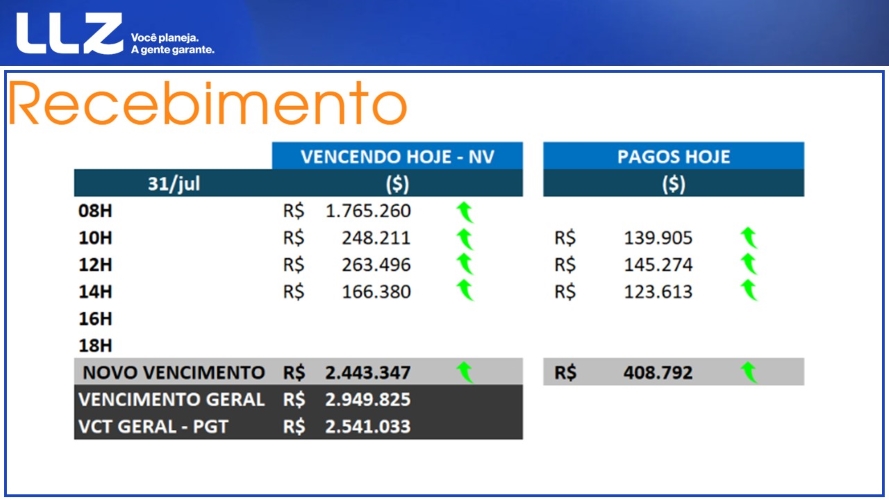 LLZ Você planeja.
A gente garante.
Recebimento
VENCENDO HOJE - NV PAGOS HOJE
31/jul ($) ($)
08H R$ 1.765.260
10H R$ 248.211 R$ 139.905
12H R$ 263.496 R$ 145.274
14H R$ 166.380 R$ 123.613
16H
18H
NOVO VENCIMENTO R$ 2.443.347 R$ 408.792
VENCIMENTO GERAL R$ 2.949.825
VCT GERAL - PGT R$ 2.541.033